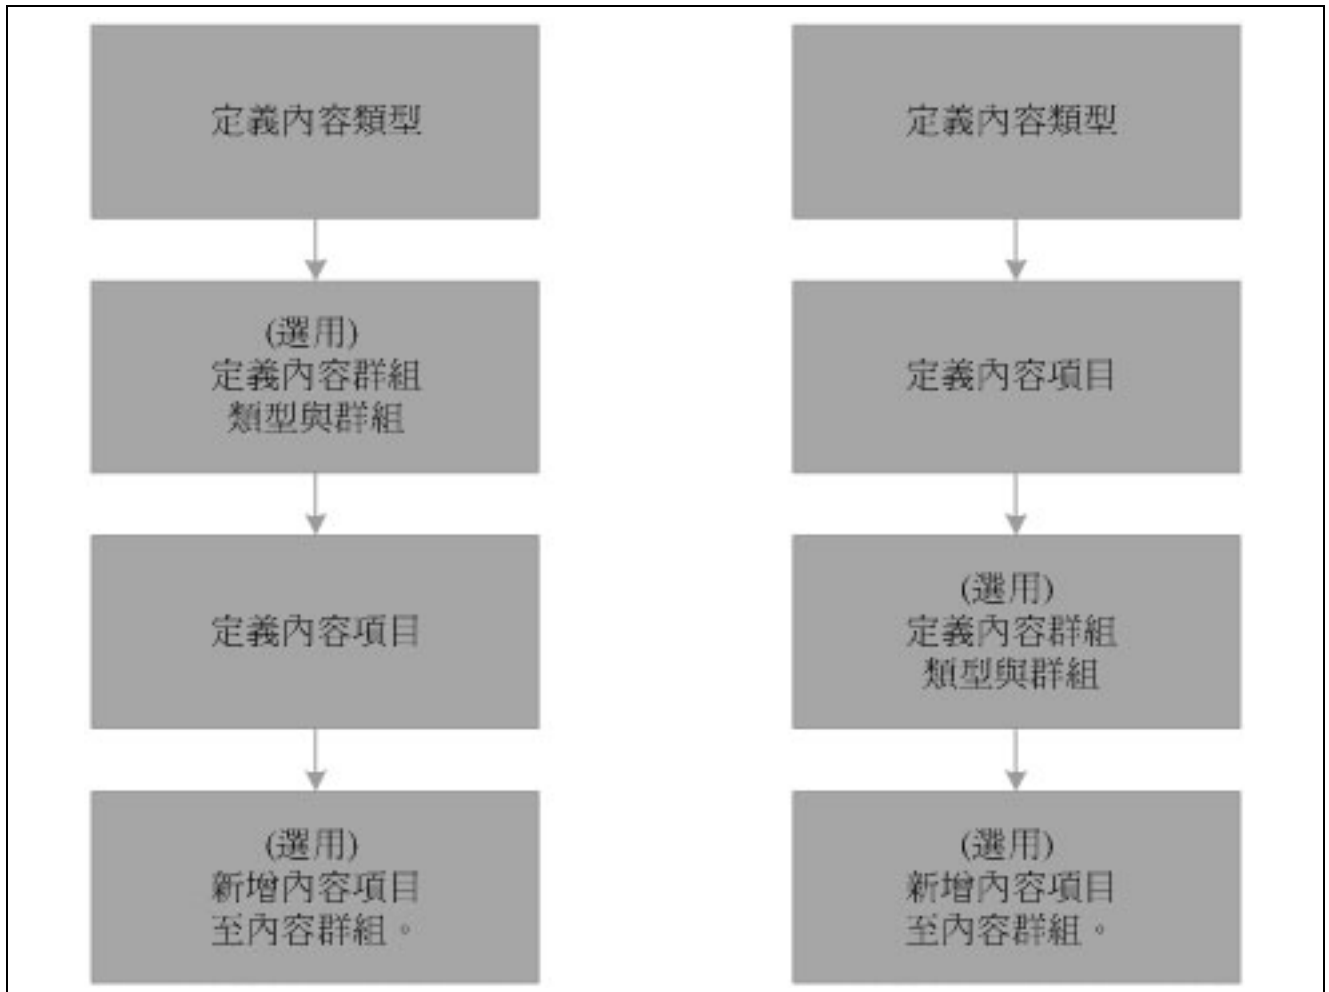 定義內容類型
(選用)
定義內容群組
類型與群組
定義內容項目
(選用)
新增內容項目
至內容群組。
定義內容類型
定義內容項目
(選用)
定義內容群組
類型與群組
(選用)
新增內容項目
至內容群組。